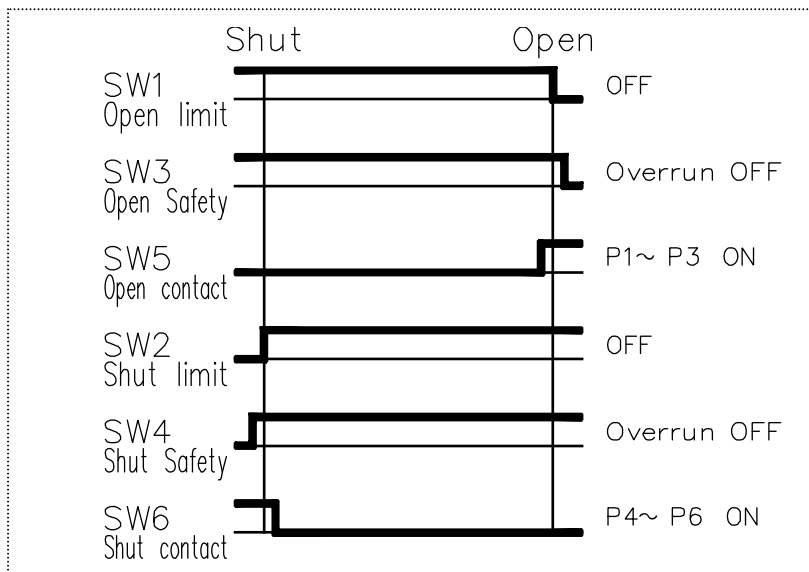 Shut Open
SW1 OFF
Open limit
SW3 Overrun OFF
Open Safety
SW5 P1~ P3 ON
Open contact
SW2 OFF
Shut limit
SW4 Overrun OFF
Shut Safety
SW6 P4~ P6 ON
Shut contact